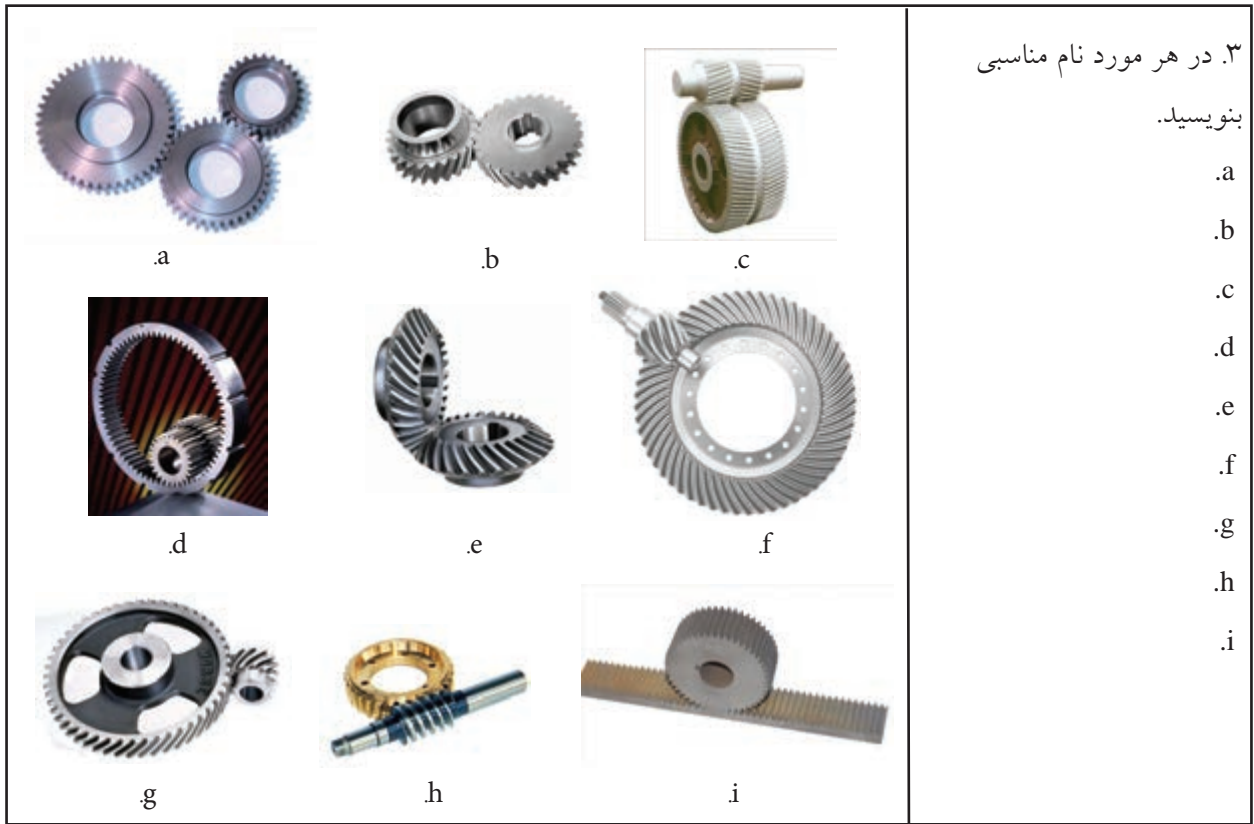 ۳. در هر مورد نام مناسبی
بنویسید.
.a
.b
.c
.d
.e
.f
.g
.h
.i
.a
.b
.c
.d
.e
.f
.g
.h
.i